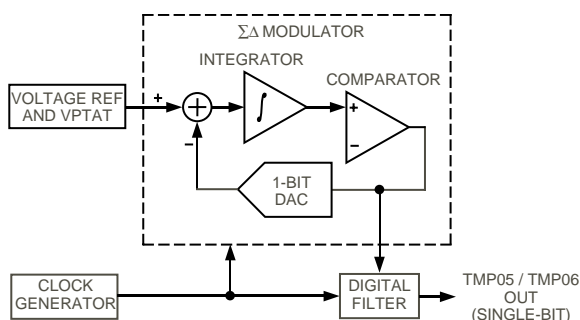 ΣΔ MODULATOR
INTEGRATOR
COMPARATOR
VOLTAGE REF
AND VPTAT
+
+
∫
+
−
−
1-BIT
DAC
CLOCK
GENERATOR
DIGITAL
FILTER
TMP05 / TMP06
OUT
(SINGLE-BIT)